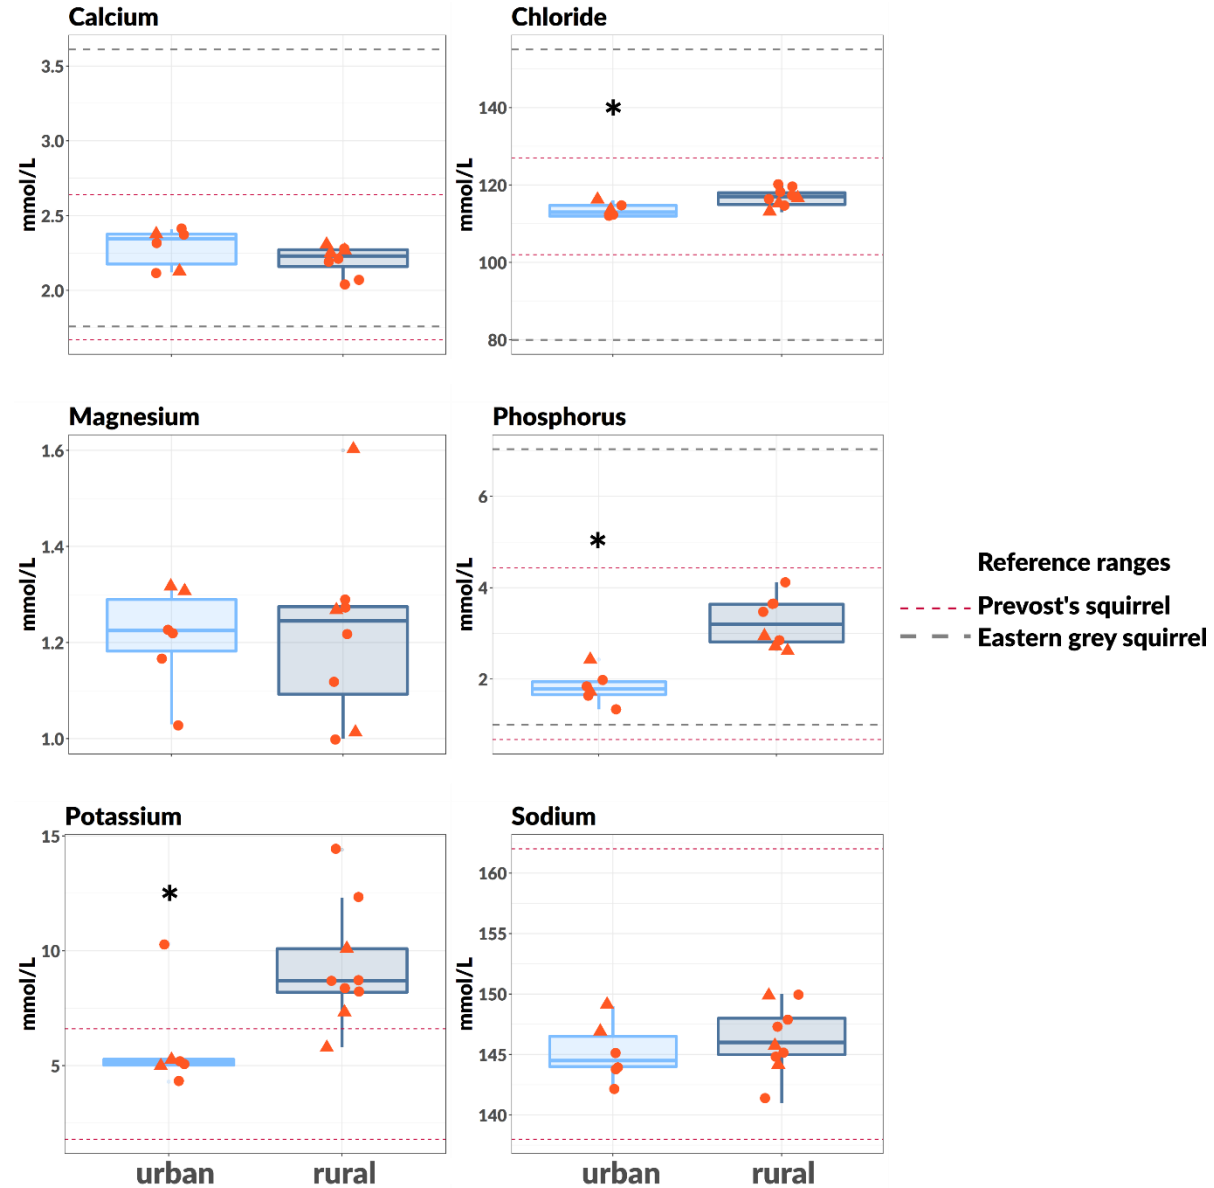 Calcium
3.5
3.0
2.5
2.0
mmol/L
Chloride
*
140
120
100
80
mmol/L
Magnesium
1.6
1.4
1.2
1.0
mmol/L
Phosphorus
*
6
4
2
mmol/L
Reference ranges
Prevost's squirrel
Eastern grey squirrel
Potassium
*
15
10
5
mmol/L
urban rural
Sodium
160
155
150
145
140
mmol/L
urban rural